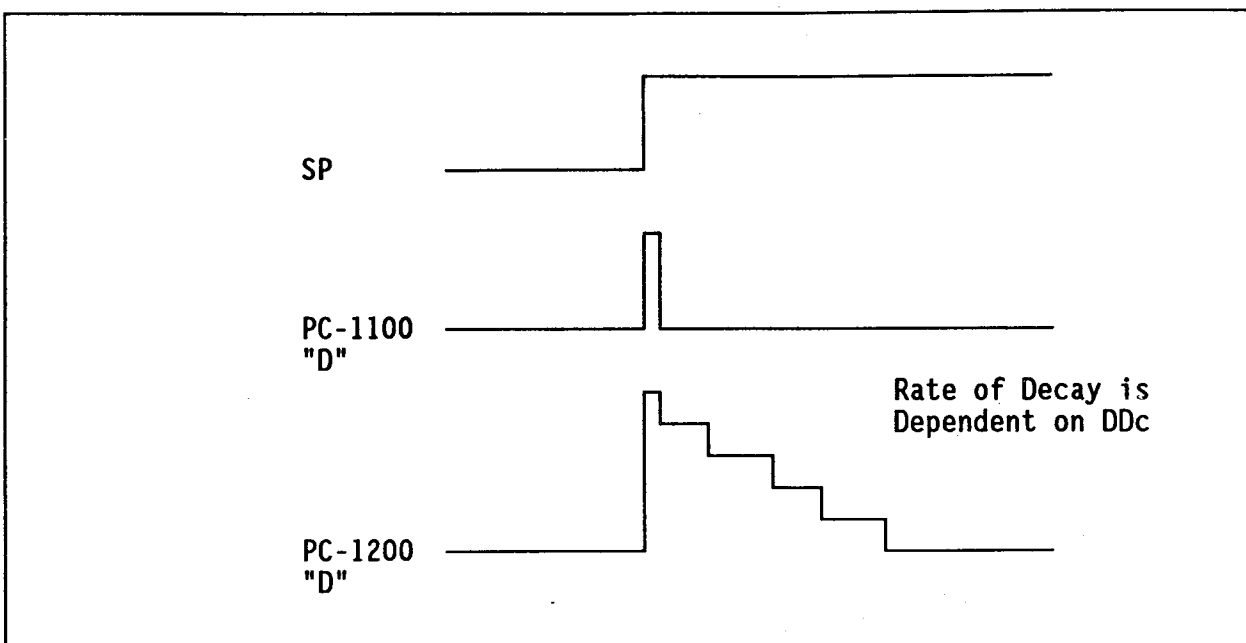 SP
PC-1100
"D"
Rate of Decay is
Dependent on DDc
PC-1200
"D"